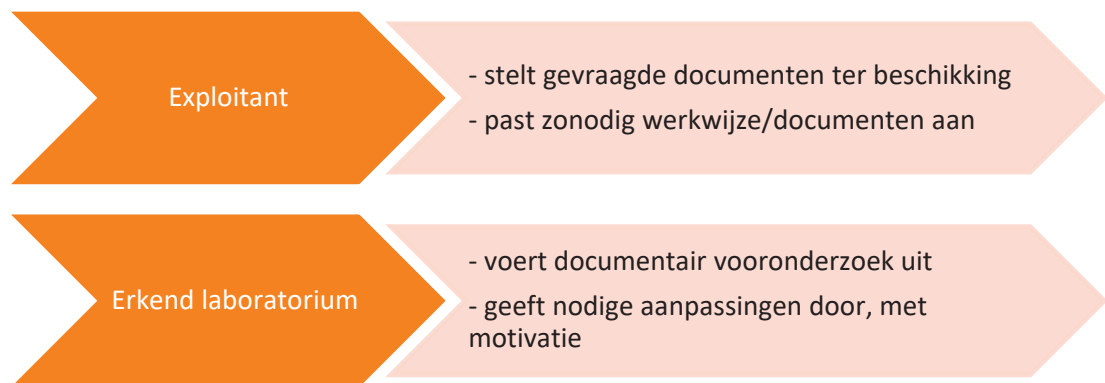 Exploitant
- stelt gevraagde documenten ter beschikking
- past zonodig werkwijze/documenten aan
Erkend laboratorium
- voert documentair vooronderzoek uit
- geeft nodige aanpassingen door, met
motivatie